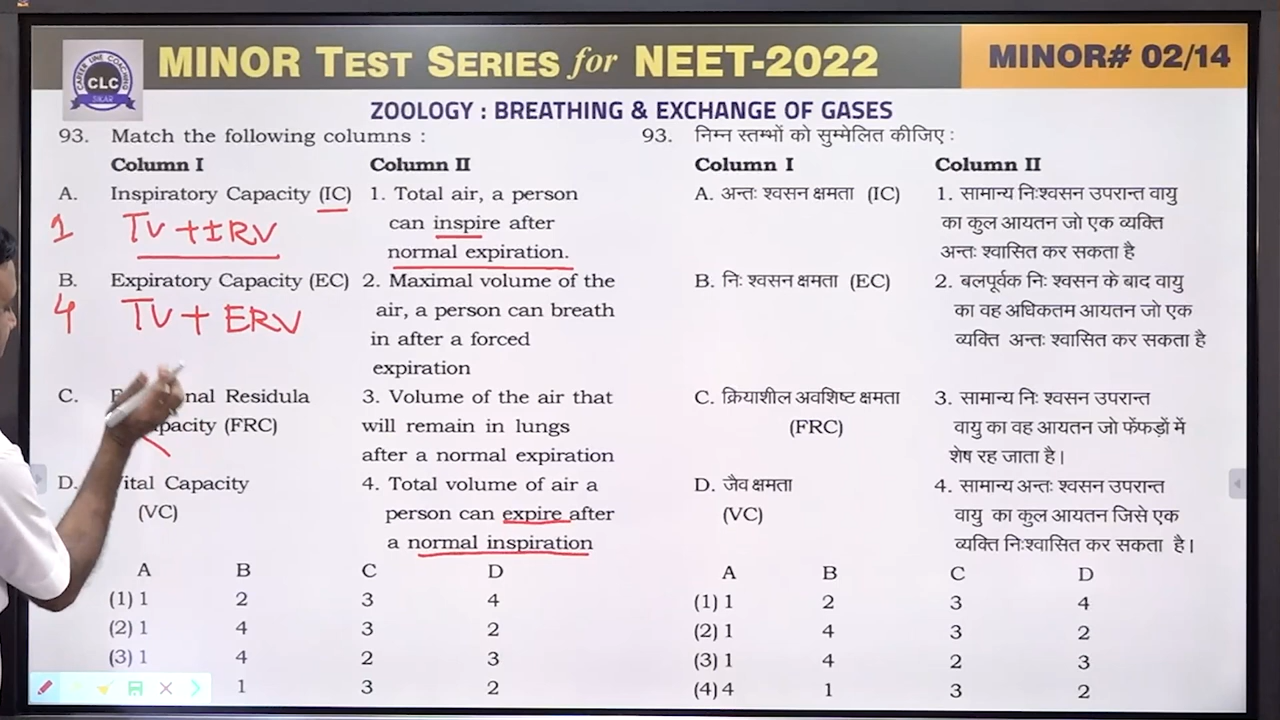 MINOR TEST SERIES for NEET-2022
MINOR# 02/14
CAREER LINE COACHING
CLC
SIKAR
ZOOLOGY : BREATHING & EXCHANGE OF GASES
93. Match the following columns :
Column I Column II
A. Inspiratory Capacity (IC) 1. Total air, a person
can inspire after
1 TV + IRV
normal expiration.
B. Expiratory Capacity (EC) 2. Maximal volume of the
4 TV + ERV
air, a person can breath
in after a forced
expiration
C. Residula 3. Volume of the air that
(FRC) will remain in lungs
after a normal expiration
D. Capacity 4. Total volume of air a
(VC) person can expire after
a normal inspiration
A B C D
(1) 1 2 3 4
(2) 1 4 3 2
(3) 1 4 2 3
1 3 2
93. निम्न स्तम्भों को सुम्मेलित कीजिए :
Column I Column II
A. अन्तः श्वसन क्षमता (IC) 1. सामान्य निःश्वसन उपरान्त वायु
का कुल आयतन जो एक व्यक्ति
अन्तः श्वासित कर सकता है
B. निः श्वसन क्षमता (EC) 2. बलपूर्वक निः श्वसन के बाद वायु
का वह अधिकतम आयतन जो एक
व्यक्ति अन्तः श्वासित कर सकता है
C. क्रियाशील अवशिष्ट क्षमता 3. सामान्य निः श्वसन उपरान्त
(FRC) वायु का वह आयतन जो फेंफड़ों में
शेष रह जाता है।
D. जैव क्षमता 4. सामान्य अन्तः श्वसन उपरान्त
(VC) वायु का कुल आयतन जिसे एक
व्यक्ति निःश्वासित कर सकता है।
A B C D
(1) 1 2 3 4
(2) 1 4 3 2
(3) 1 4 2 3
(4) 4 1 3 2